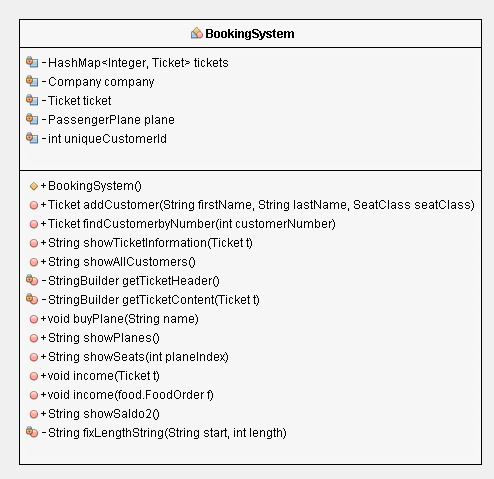 BookingSystem
- HashMap<Integer, Ticket> tickets
- Company company
- Ticket ticket
- PassengerPlane plane
- int uniqueCustomerId
+ BookingSystem()
+ Ticket addCustomer(String firstName, String lastName, SeatClass seatClass)
+ Ticket findCustomerbyNumber(int customerNumber)
+ String showTicketInformation(Ticket t)
+ String showAllCustomers()
- StringBuilder getTicketHeader()
- StringBuilder getTicketContent(Ticket t)
+ void buyPlane(String name)
+ String showPlanes()
+ String showSeats(int planeIndex)
+ void income(Ticket t)
+ void income(food.FoodOrder f)
+ String showSaldo2()
- String fixLengthString(String start, int length)